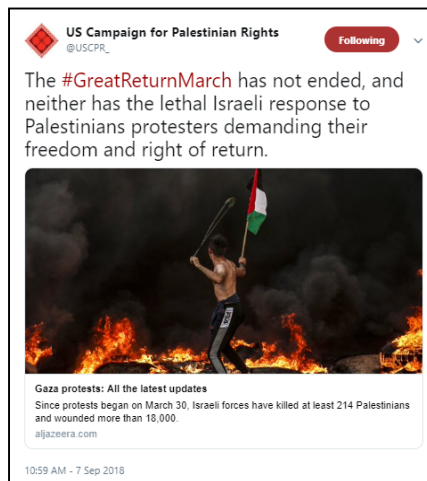 US Campaign for Palestinian Rights
@USCPR_
Following
The #GreatReturnMarch has not ended, and
neither has the lethal Israeli response to
Palestinians protesters demanding their
freedom and right of return.
Gaza protests: All the latest updates
Since protests began on March 30, Israeli forces have killed at least 214 Palestinians
and wounded more than 18,000.
aljazeera.com
10:59 AM - 7 Sep 2018